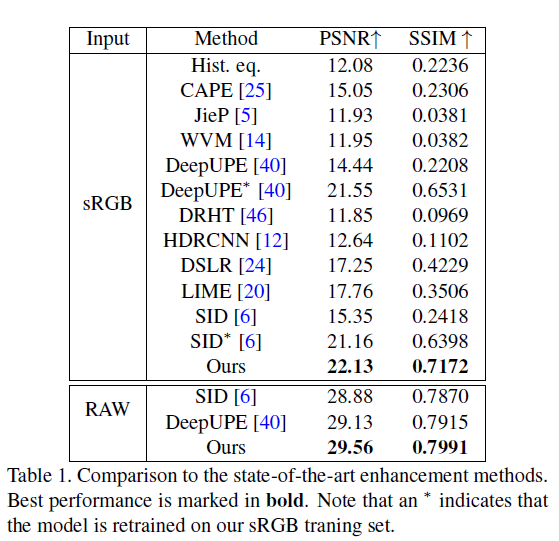 Input Method PSNR↑ SSIM ↑
Hist. eq. 12.08 0.2236
CAPE [25] 15.05 0.2306
JieP [5] 11.93 0.0381
WVM [14] 11.95 0.0382
DeepUPE [40] 14.44 0.2208
DeepUPE* [40] 21.55 0.6531
sRGB
DRHT [46] 11.85 0.0969
HDRCNN [12] 12.64 0.1102
DSLR [24] 17.25 0.4229
LIME [20] 17.76 0.3506
SID [6] 15.35 0.2418
SID* [6] 21.16 0.6398
Ours 22.13 0.7172
SID [6] 28.88 0.7870
RAW DeepUPE [40] 29.13 0.7915
Ours 29.56 0.7991
Table 1. Comparison to the state-of-the-art enhancement methods.
Best performance is marked in bold. Note that an * indicates that
the model is retrained on our sRGB traning set.